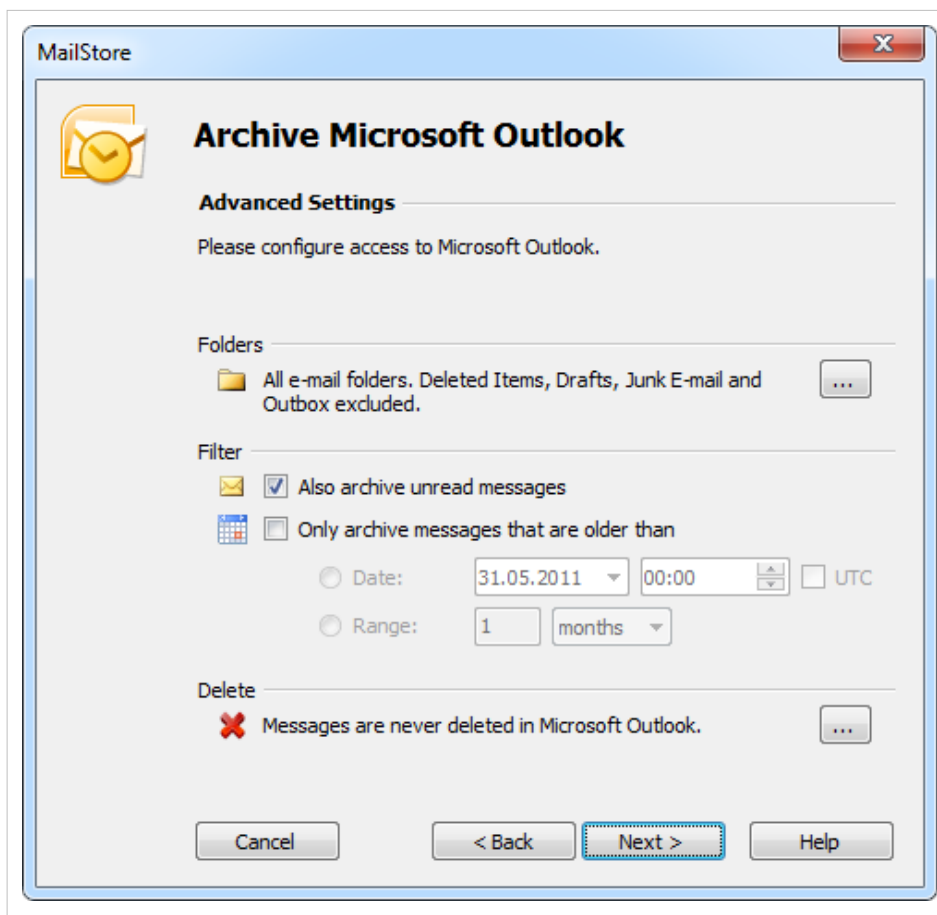 MailStore
Archive Microsoft Outlook
Advanced Settings
Please configure access to Microsoft Outlook.
Folders
All e-mail folders. Deleted Items, Drafts, Junk E-mail and
Outbox excluded.
...
Filter
Also archive unread messages
Only archive messages that are older than
Date: 31.05.2011 00:00 UTC
Range: 1 months
Delete
Messages are never deleted in Microsoft Outlook. ...
Cancel < Back Next > Help